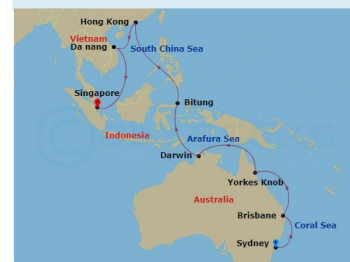 Hong Kong
Vietnam
Da nang
South China Sea
Singapore
Bitung
Indonesia
Arafura Sea
Darwin
Yorkes Knob
Australia
Brisbane
Coral Sea
Sydney